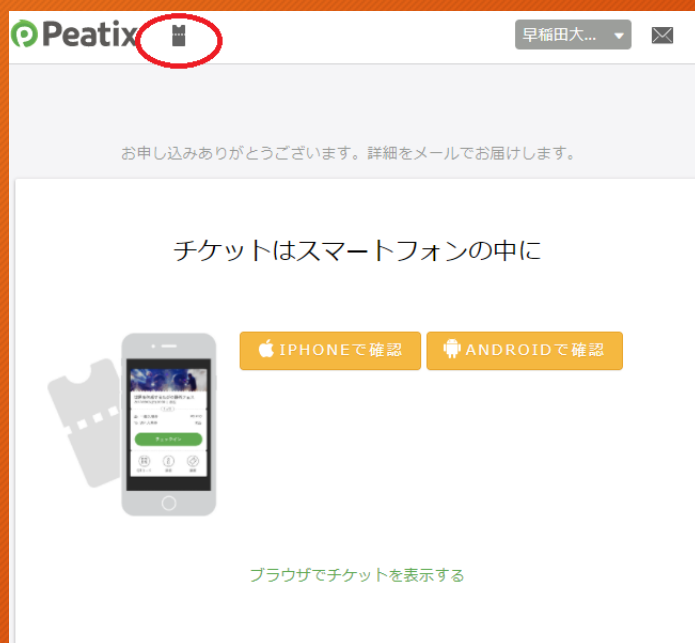 Peatix
早稲田大...
お申し込みありがとうございます。詳細をメールでお届けします。
チケットはスマートフォンの中に
IPHONEで確認
ANDROIDで確認
ブラウザでチケットを表示する